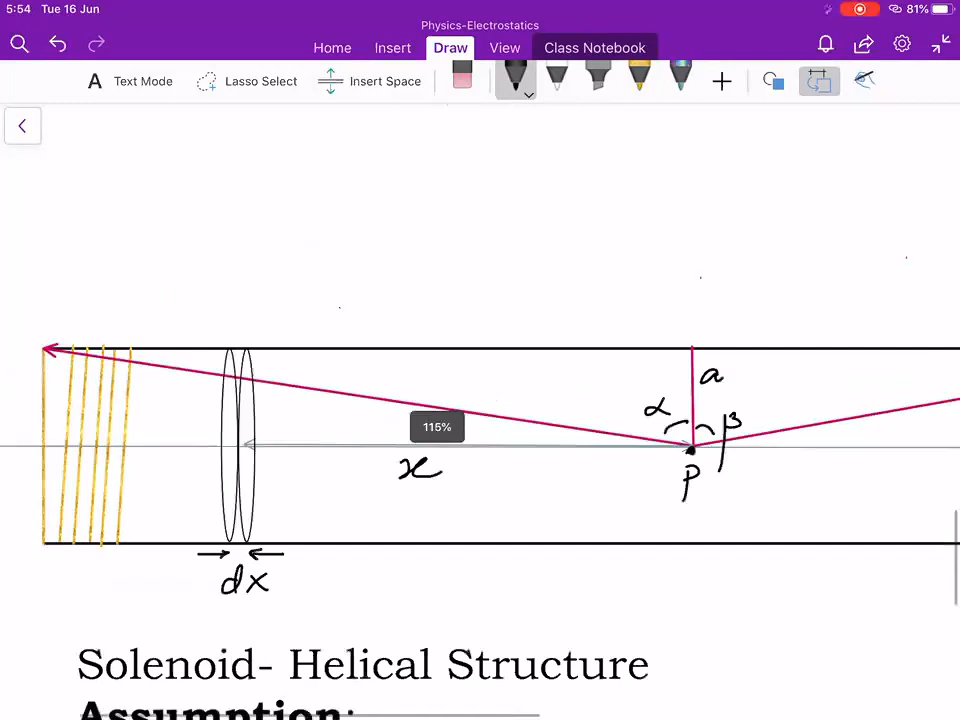 5:54 Tue 16 Jun 81%
Physics-Electrostatics
Home Insert Draw View Class Notebook
A Text Mode Lasso Select Insert Space
a
α β
115%
x
P
dx
Solenoid- Helical Structure
Assumption: